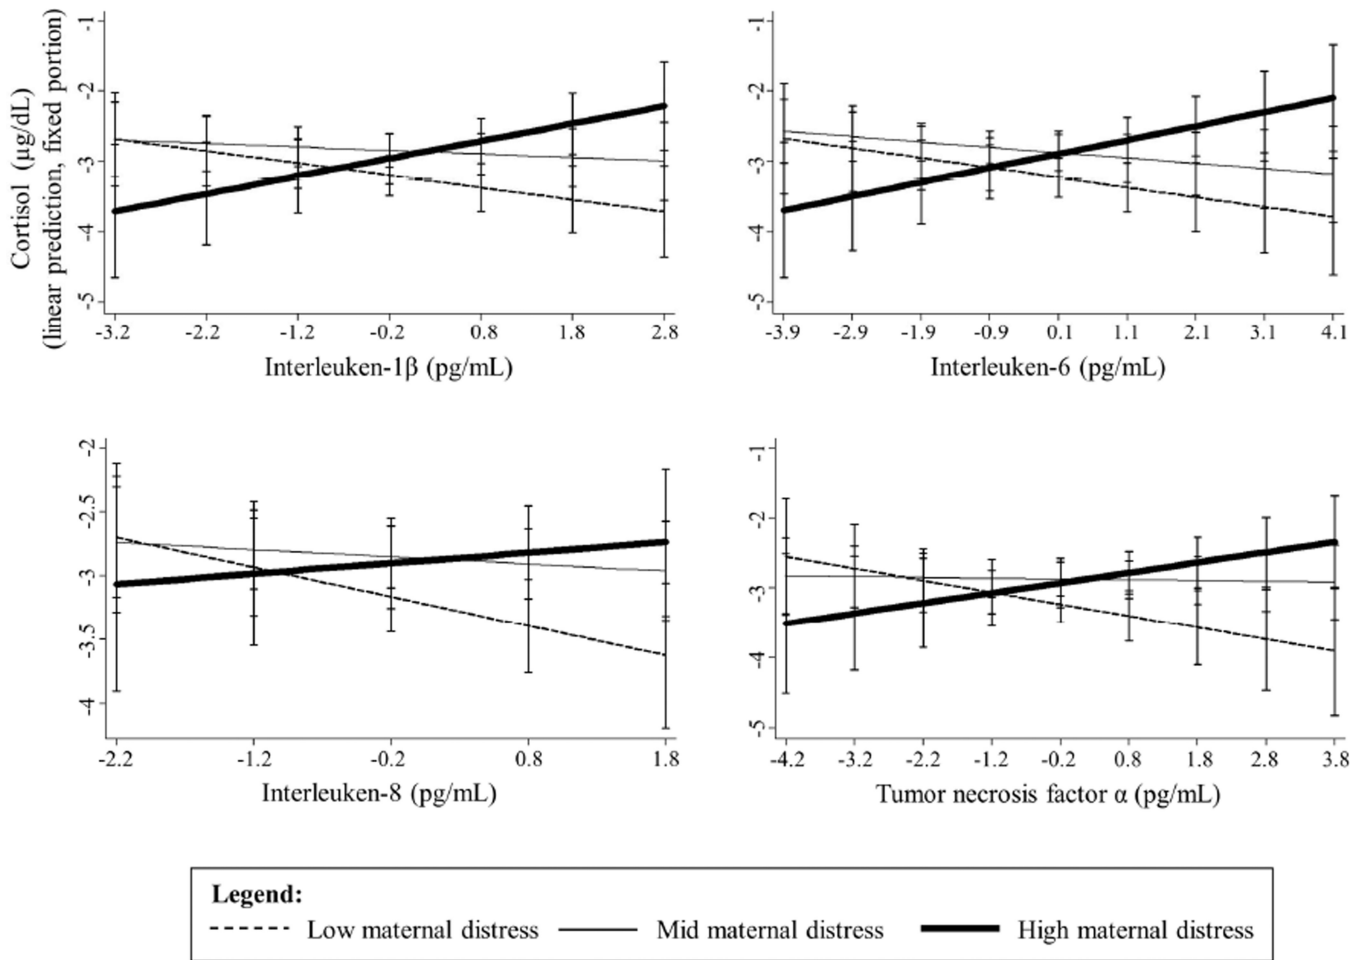 Cortisol (µg/dL)
(linear prediction, fixed portion)
-1
-2
-3
-4
-5
-3.2 -2.2 -1.2 -0.2 0.8 1.8 2.8
Interleuken-1β (pg/mL)
-1
-2
-3
-4
-5
-3.9 -2.9 -1.9 -0.9 0.1 1.1 2.1 3.1 4.1
Interleuken-6 (pg/mL)
-2
-2.5
-3
-3.5
-4
-2.2 -1.2 -0.2 0.8 1.8
Interleuken-8 (pg/mL)
-1
-2
-3
-4
-5
-4.2 -3.2 -2.2 -1.2 -0.2 0.8 1.8 2.8 3.8
Tumor necrosis factor α (pg/mL)
Legend:
Low maternal distress Mid maternal distress High maternal distress